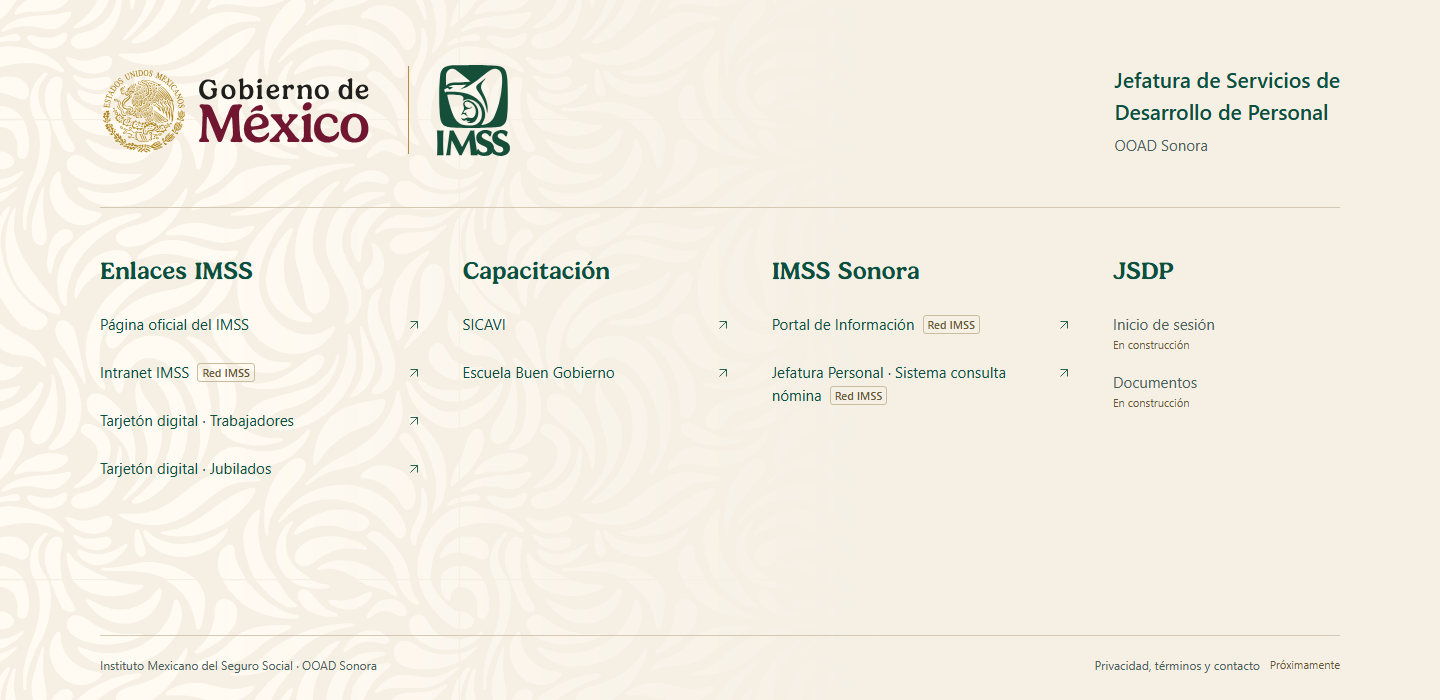 ESTADOS UNIDOS MEXICANOS
Gobierno de
México
IMSS
Jefatura de Servicios de
Desarrollo de Personal
OOAD Sonora
Enlaces IMSS
Página oficial del IMSS
Intranet IMSS Red IMSS
Tarjetón digital · Trabajadores
Tarjetón digital · Jubilados
Capacitación
SICAVI
Escuela Buen Gobierno
IMSS Sonora
Portal de Información Red IMSS
Jefatura Personal · Sistema consulta
nómina Red IMSS
JSDP
Inicio de sesión
En construcción
Documentos
En construcción
Instituto Mexicano del Seguro Social · OOAD Sonora
Privacidad, términos y contacto Próximamente